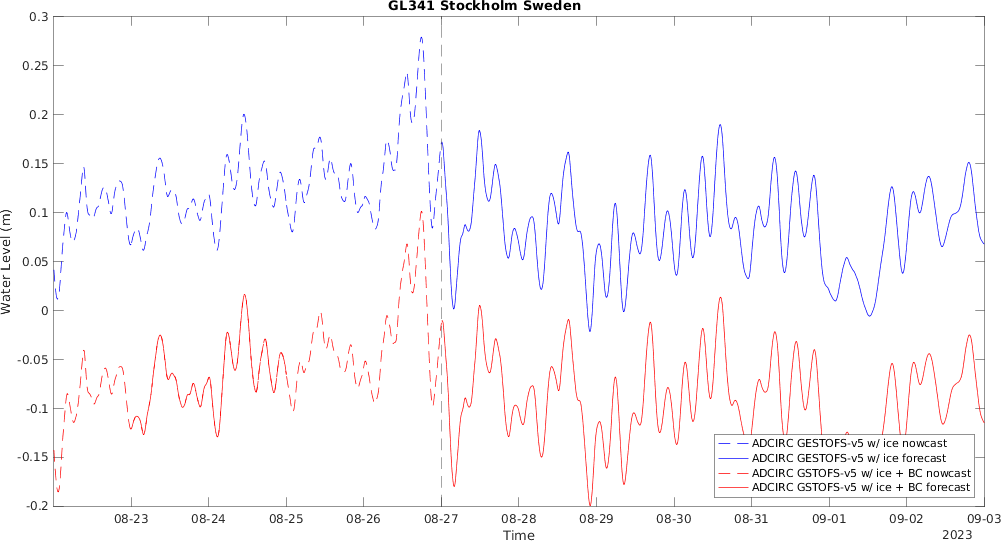 GL341 Stockholm Sweden
0.3
0.25
0.2
0.15
0.1
0.05
0
-0.05
-0.1
-0.15
-0.2
Water Level (m)
ADCIRC GESTOFS-v5 w/ ice nowcast
ADCIRC GESTOFS-v5 w/ ice forecast
ADCIRC GSTOFS-v5 w/ ice + BC nowcast
ADCIRC GSTOFS-v5 w/ ice + BC forecast
08-23 08-24 08-25 08-26 08-27 08-28 08-29 08-30 08-31 09-01 09-02 09-03
Time
2023